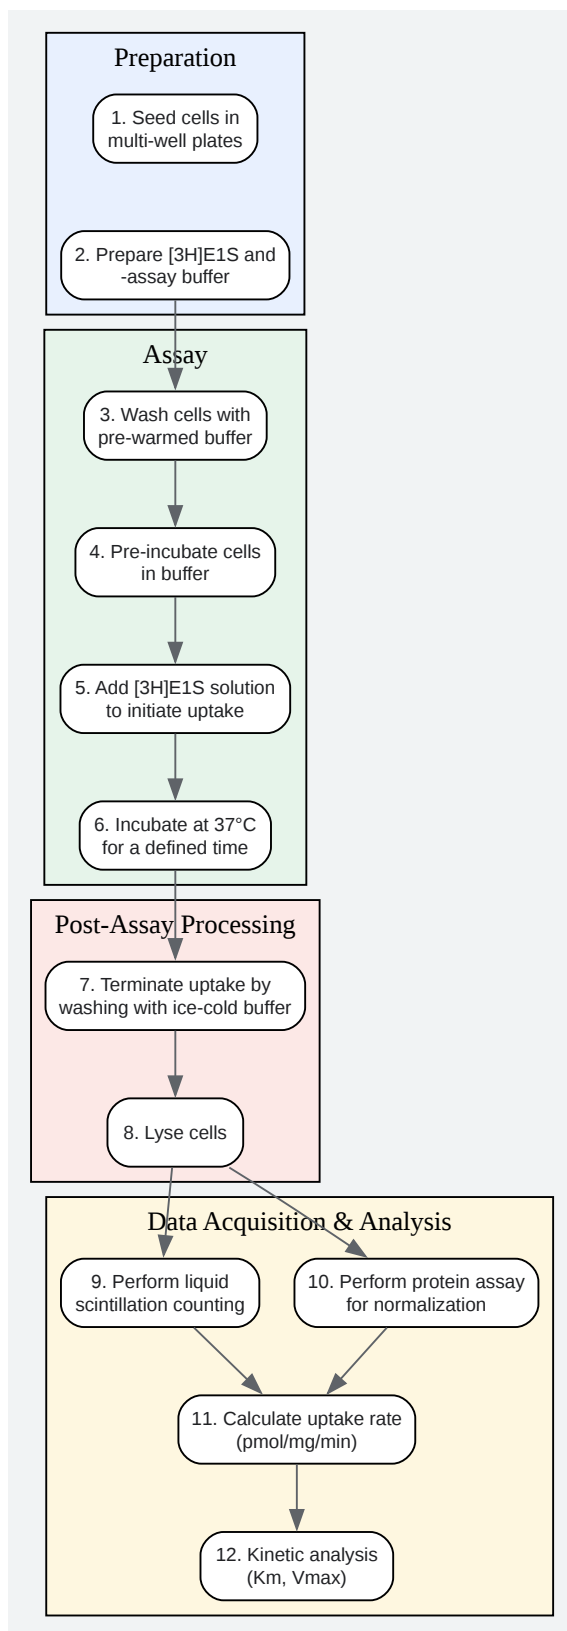 Preparation
1. Seed cells in
multi-well plates
2. Prepare [3H]E1S and
-assay buffer
Assay
3. Wash cells with
pre-warmed buffer
4. Pre-incubate cells
in buffer
5. Add [3H]E1S solution
to initiate uptake
6. Incubate at 37°C
for a defined time
Post-Assay Processing
7. Terminate uptake by
washing with ice-cold buffer
8. Lyse cells
Data Acquisition & Analysis
9. Perform liquid
scintillation counting
10. Perform protein assay
for normalization
11. Calculate uptake rate
(pmol/mg/min)
12. Kinetic analysis
(Km, Vmax)